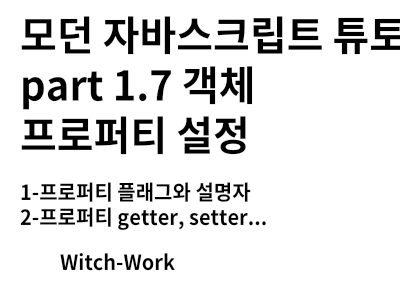 모던 자바스크립트 튜토
part 1.7 객체
프로퍼티 설정
1-프로퍼티 플래그와 설명자
2-프로퍼티 getter, setter...
Witch-Work